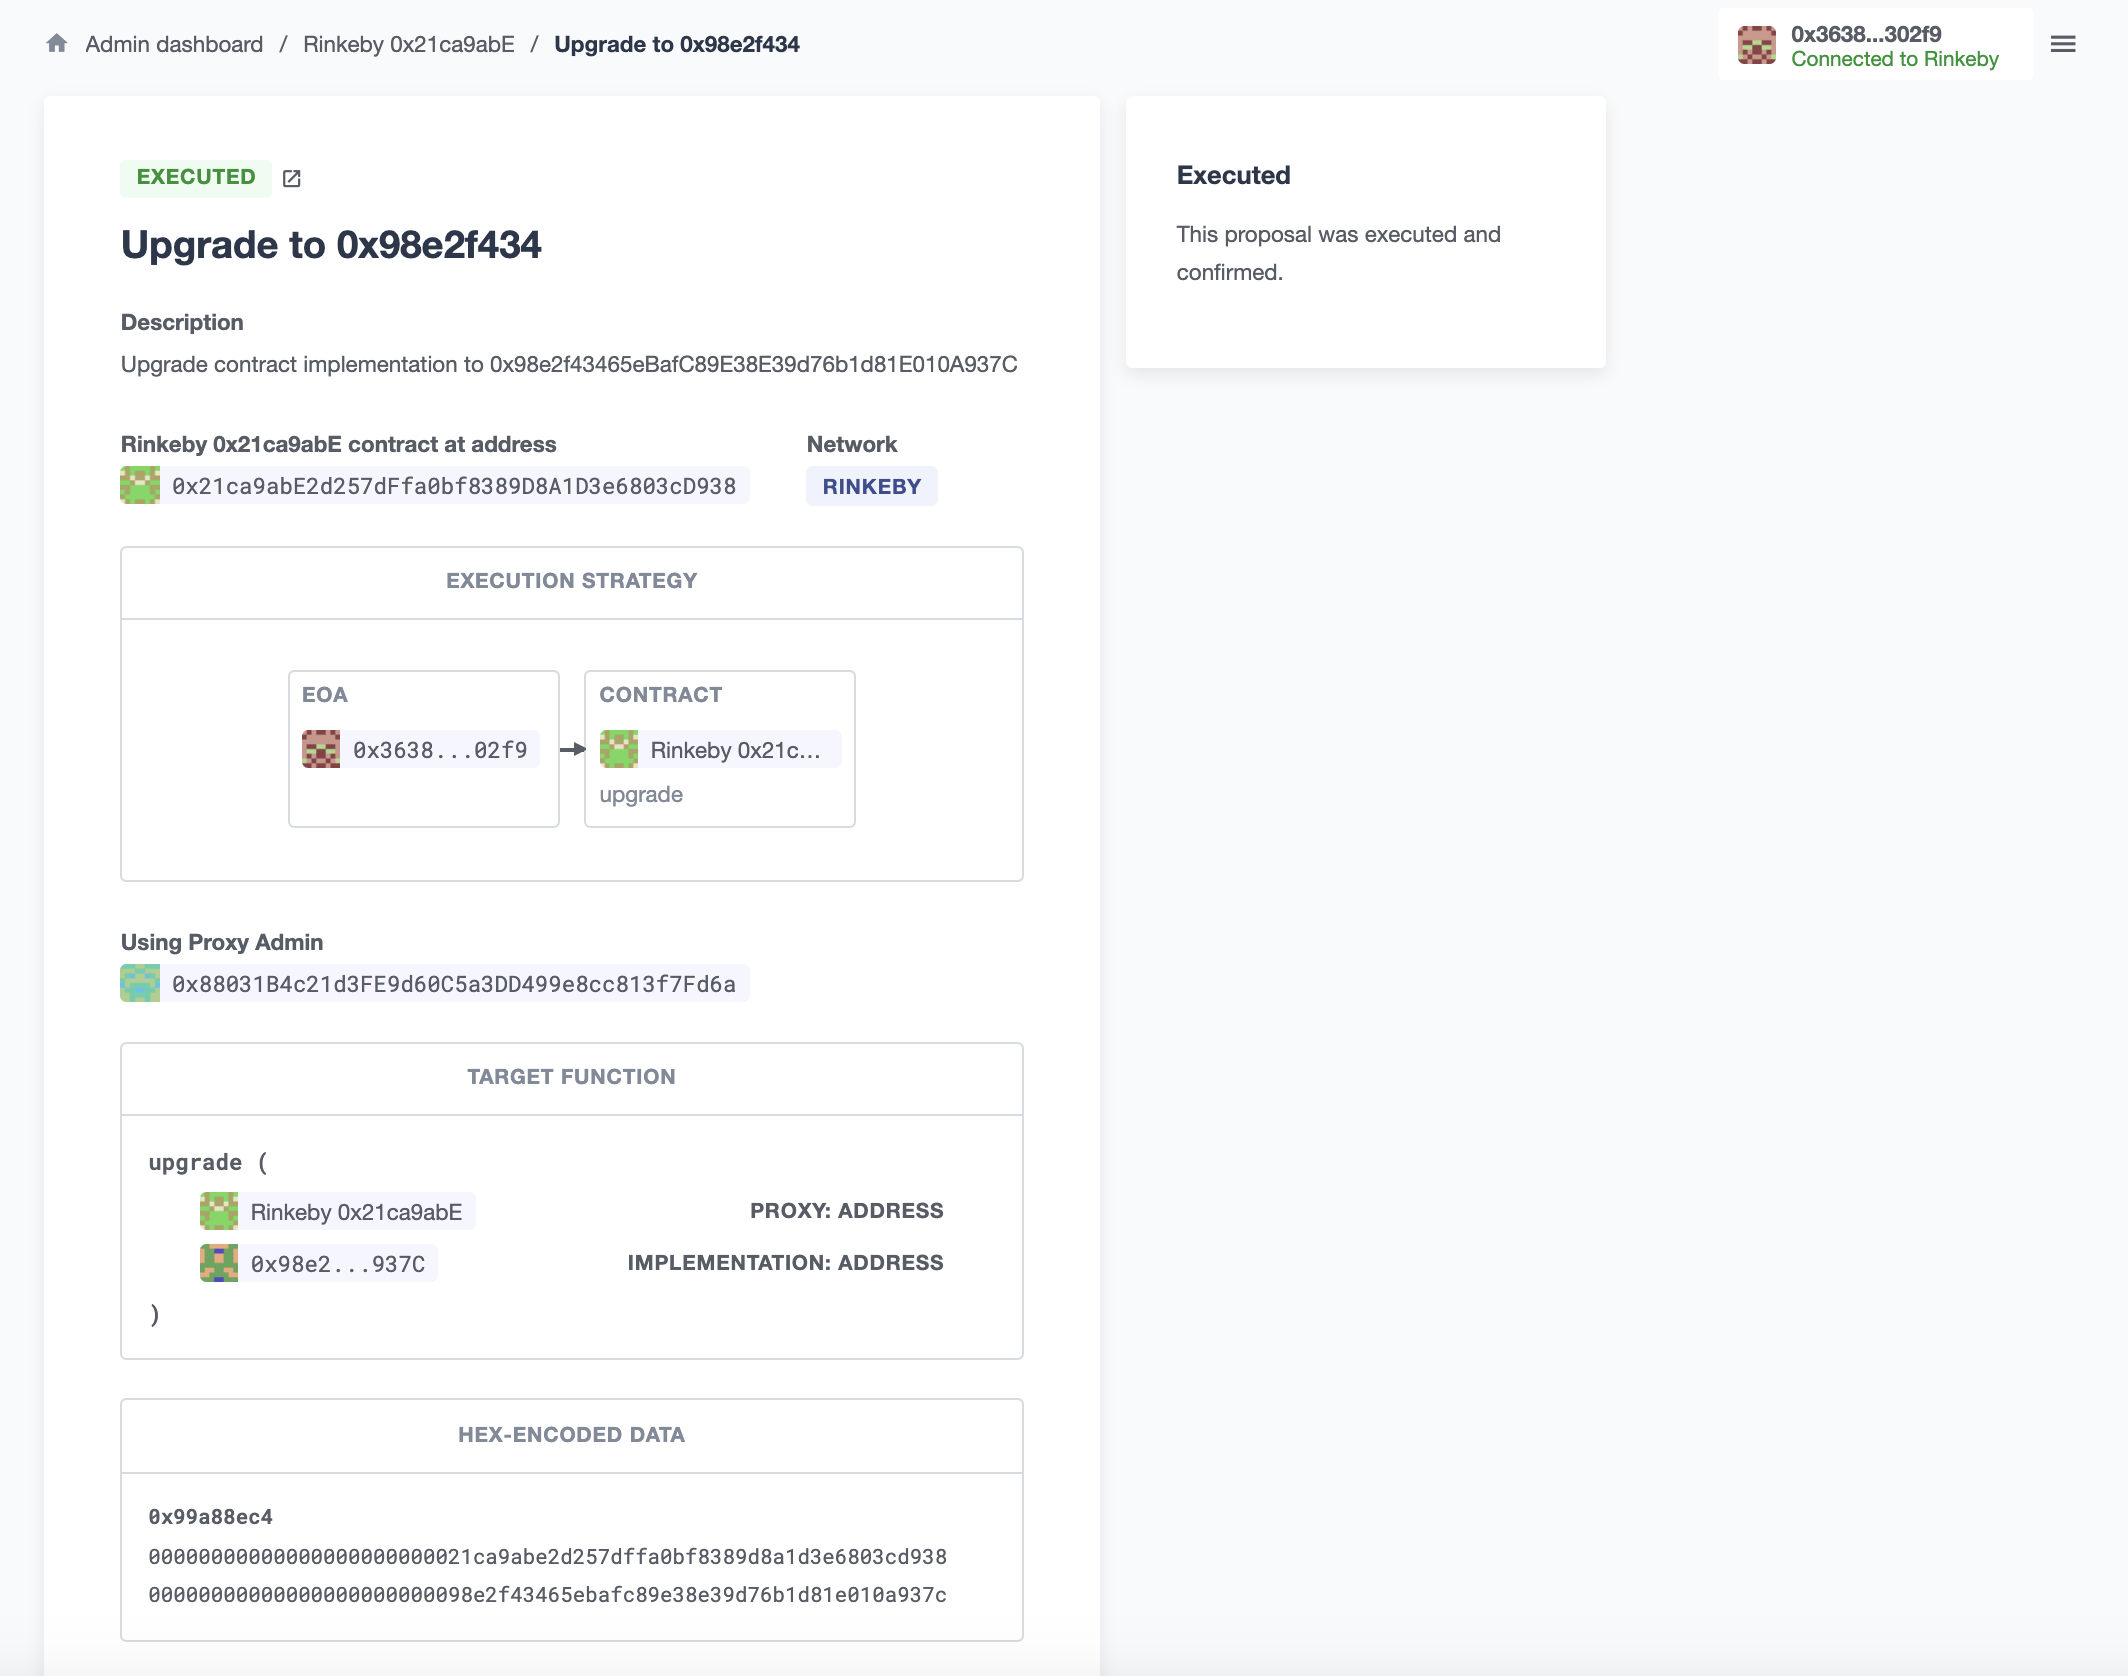 Admin dashboard / Rinkeby 0x21ca9abE / Upgrade to 0x98e2f434
0x3638...302f9
Connected to Rinkeby
EXECUTED
Upgrade to 0x98e2f434
Description
Upgrade contract implementation to 0x98e2f43465eBafC89E38E39d76b1d81E010A937C
Rinkeby 0x21ca9abE contract at address
Network
0x21ca9abE2d257dFfa0bf8389D8A1D3e6803cD938
RINKEBY
EXECUTION STRATEGY
EOA
0x3638...02f9
CONTRACT
Rinkeby 0x21c...
upgrade
Using Proxy Admin
0x88031B4c21d3FE9d60C5a3DD499e8cc813f7Fd6a
TARGET FUNCTION
upgrade (
Rinkeby 0x21ca9abE PROXY: ADDRESS
0x98e2...937C IMPLEMENTATION: ADDRESS
)
HEX-ENCODED DATA
0x99a88ec4
00000000000000000000000021ca9abe2d257dffa0bf8389d8a1d3e6803cd938
00000000000000000000000098e2f43465ebafc89e38e39d76b1d81e010a937c
Executed
This proposal was executed and
confirmed.